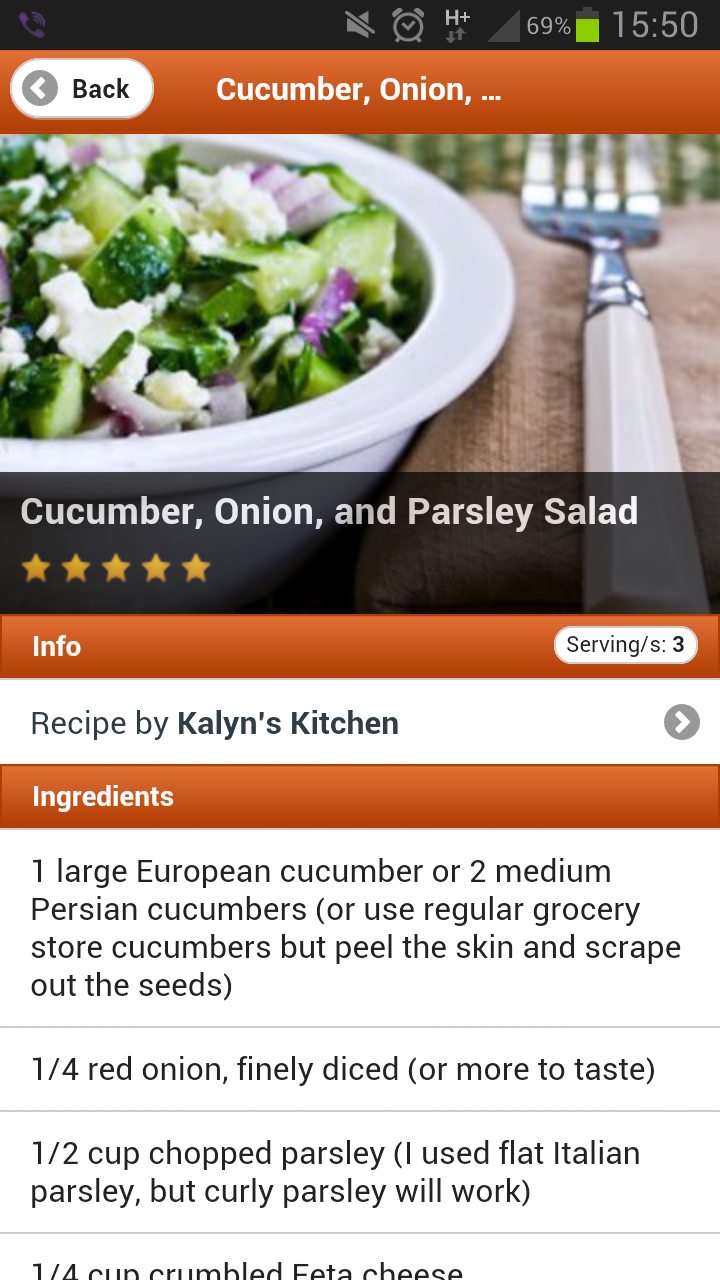 H+ 69% 15:50
Back Cucumber, Onion, ...
Cucumber, Onion, and Parsley Salad
Info Serving/s: 3
Recipe by Kalyn's Kitchen
Ingredients
1 large European cucumber or 2 medium
Persian cucumbers (or use regular grocery
store cucumbers but peel the skin and scrape
out the seeds)
1/4 red onion, finely diced (or more to taste)
1/2 cup chopped parsley (I used flat Italian
parsley, but curly parsley will work)
1/4 cup crumbled Feta cheese